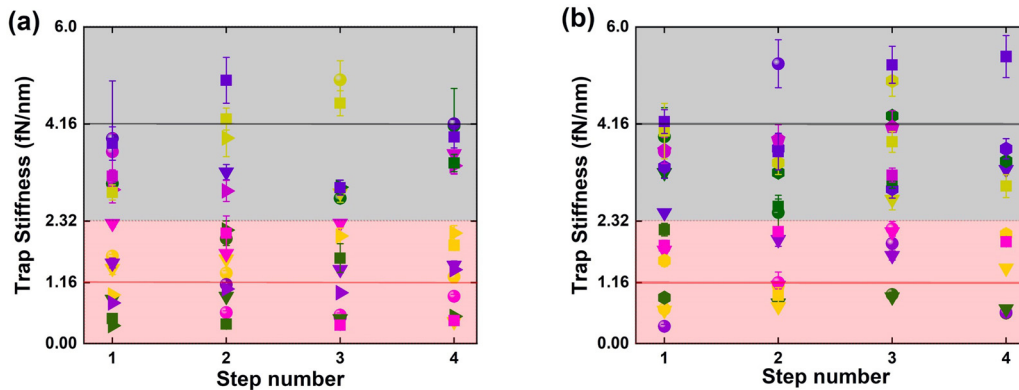 (a)
6.0
4.16
2.32
1.16
0.00
Trap Stiffness (fN/nm)
1 2 3 4
Step number
(b)
6.0
4.16
2.32
1.16
0.00
Trap Stiffness (fN/nm)
1 2 3 4
Step number